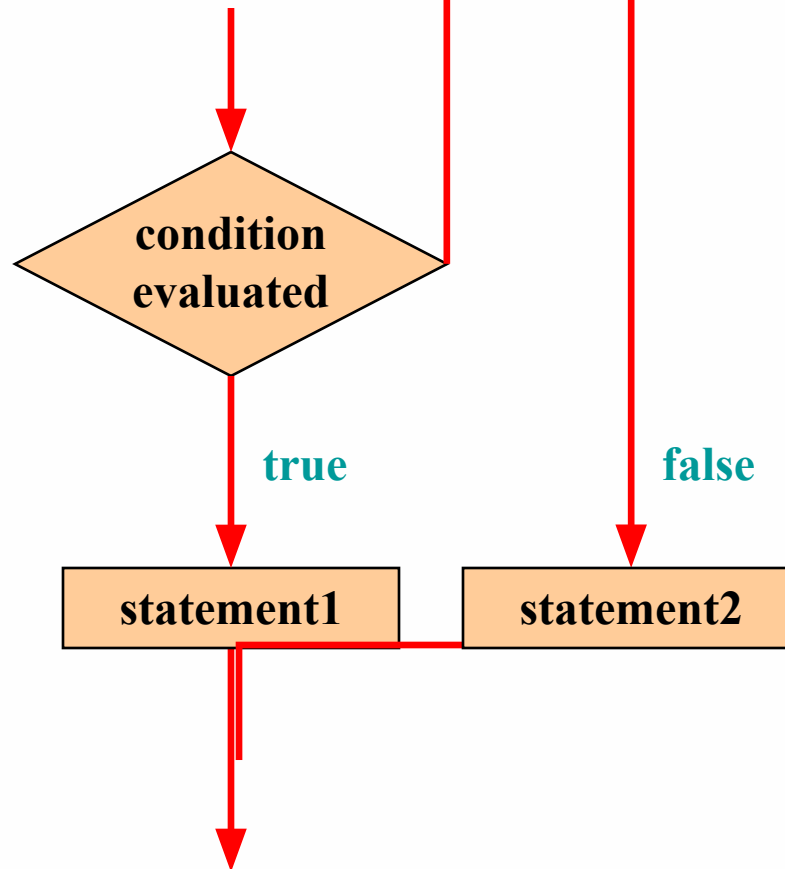 condition
evaluated
true
false
statement1
statement2